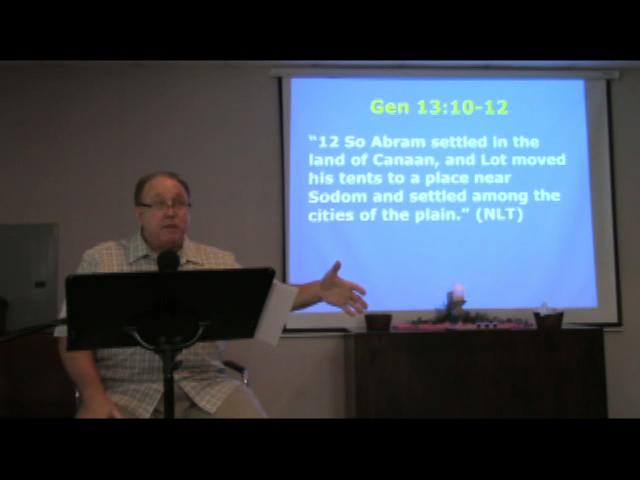 Gen 13:10-12
“12 So Abram settled in the
land of Canaan, and Lot moved
his tents to a place near
Sodom and settled among the
cities of the plain.” (NLT)